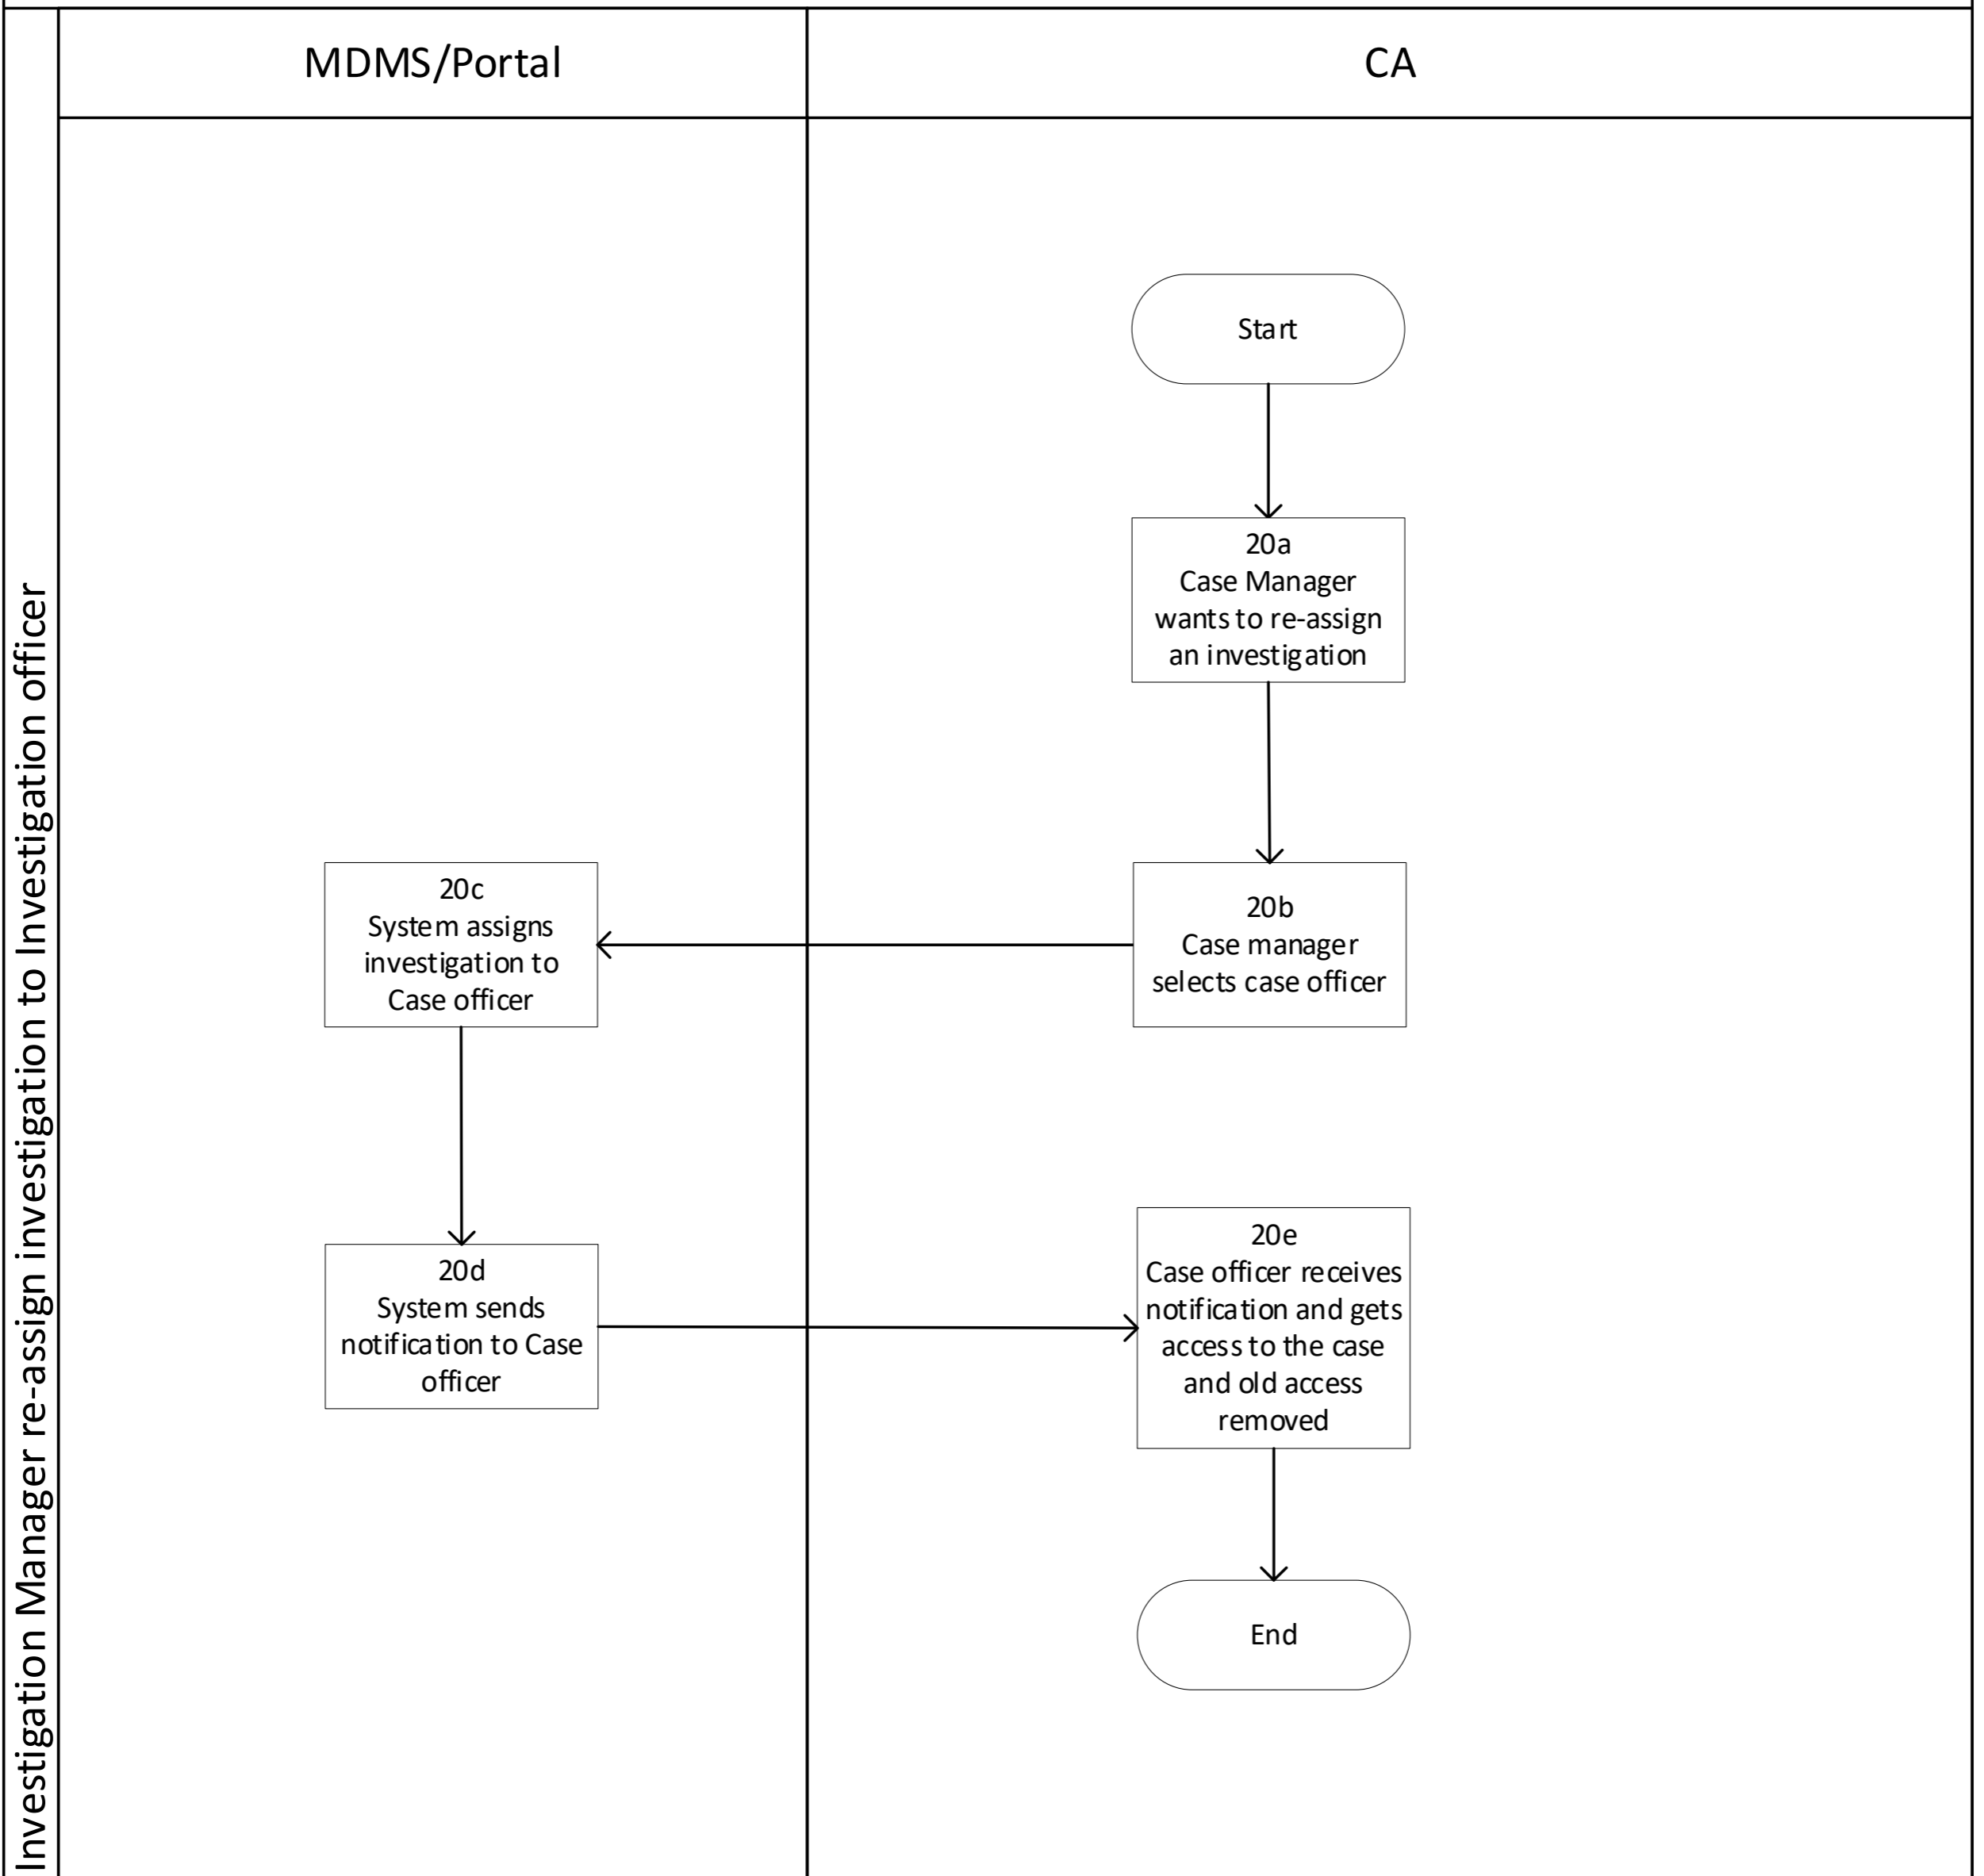 MDMS/Portal
CA
Investigation Manager re-assign investigation to Investigation officer
Start
20a
Case Manager
wants to re-assign
an investigation
20b
Case manager
selects case officer
20c
System assigns
investigation to
Case officer
20d
System sends
notification to Case
officer
20e
Case officer receives
notification and gets
access to the case
and old access
removed
End